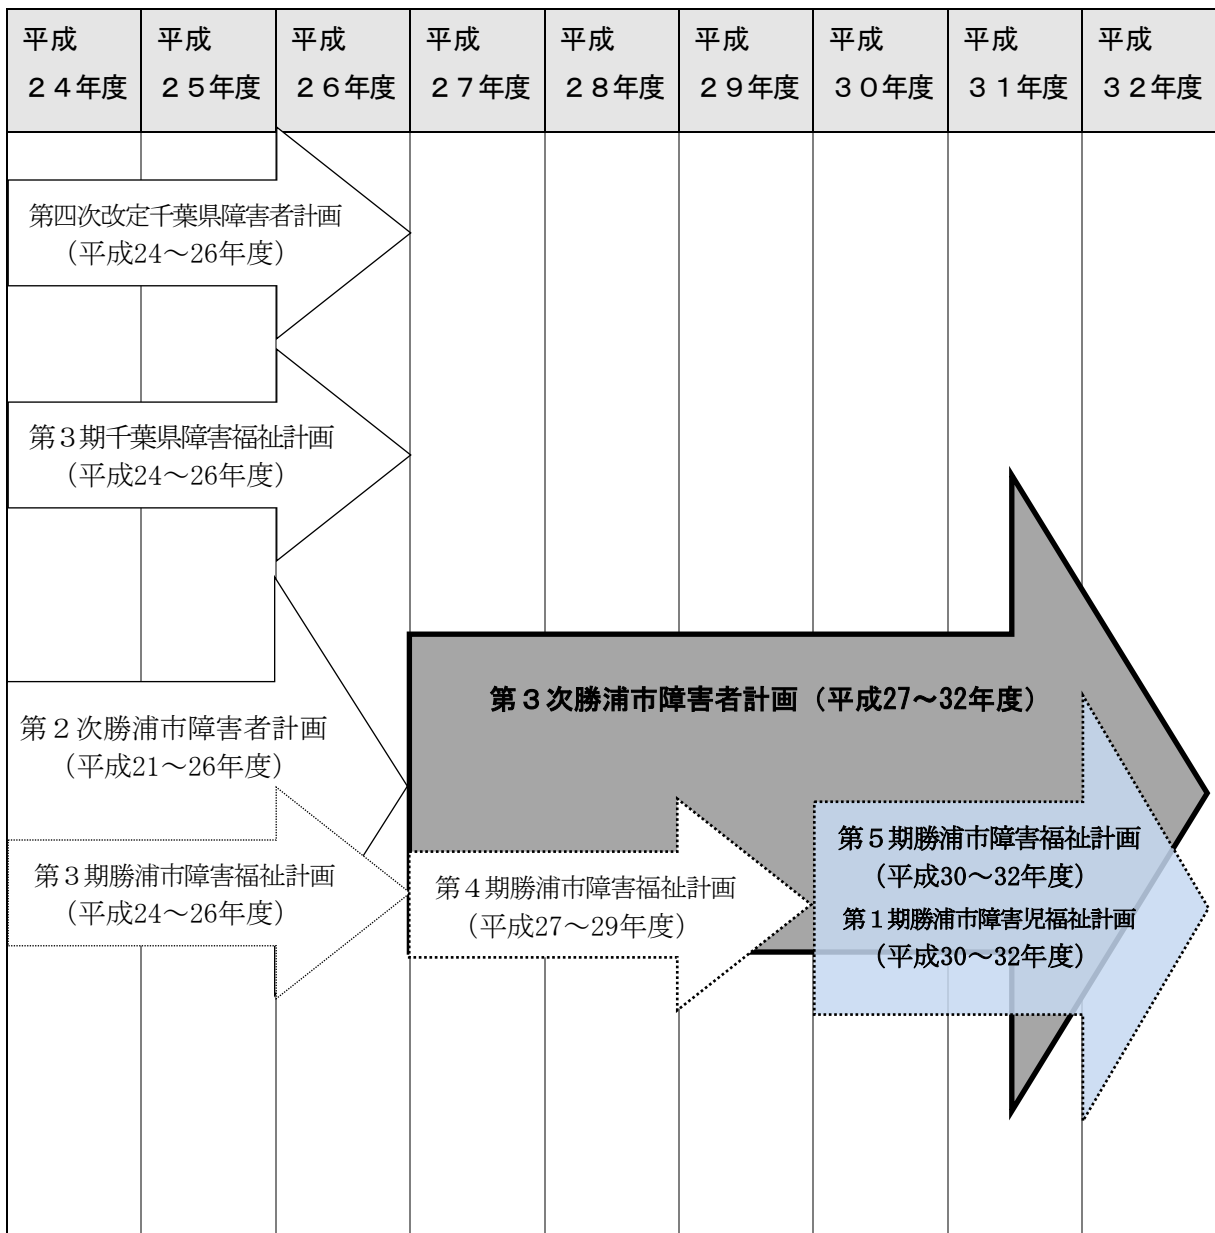 平成
２４年度
平成
２５年度
平成
２６年度
平成
２７年度
平成
２８年度
平成
２９年度
平成
３０年度
平成
３１年度
平成
３２年度
第四次改定千葉県障害者計画
（平成24～26年度）
第３期千葉県障害福祉計画
（平成24～26年度）
第３次勝浦市障害者計画（平成27～32年度）
第２次勝浦市障害者計画
（平成21～26年度）
第３期勝浦市障害福祉計画
（平成24～26年度）
第４期勝浦市障害福祉計画
（平成27～29年度）
第５期勝浦市障害福祉計画
（平成30～32年度）
第１期勝浦市障害児福祉計画
（平成30～32年度）